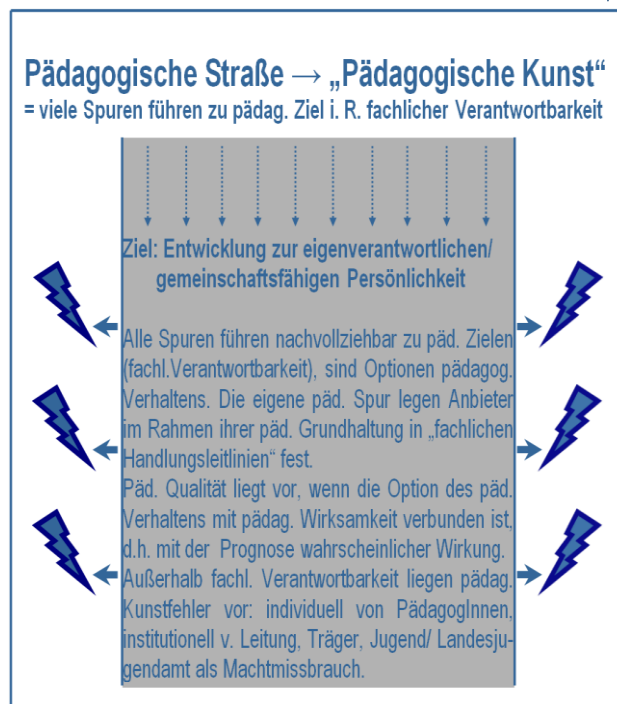 Pädagogische Straße → „Pädagogische Kunst“
= viele Spuren führen zu pädag. Ziel i. R. fachlicher Verantwortbarkeit
Ziel: Entwicklung zur eigenverantwortlichen/
gemeinschaftsfähigen Persönlichkeit
Alle Spuren führen nachvollziehbar zu päd. Zielen
(fachl.Verantwortbarkeit), sind Optionen pädagog.
Verhaltens. Die eigene päd. Spur legen Anbieter
im Rahmen ihrer päd. Grundhaltung in „fachlichen
Handlungsleitlinien“ fest.
Päd. Qualität liegt vor, wenn die Option des päd.
Verhaltens mit pädag. Wirksamkeit verbunden ist,
d.h. mit der Prognose wahrscheinlicher Wirkung.
Außerhalb fachl. Verantwortbarkeit liegen pädag.
Kunstfehler vor: individuell von PädagogInnen,
institutionell v. Leitung, Träger, Jugend/ Landesju-
gendamt als Machtmissbrauch.